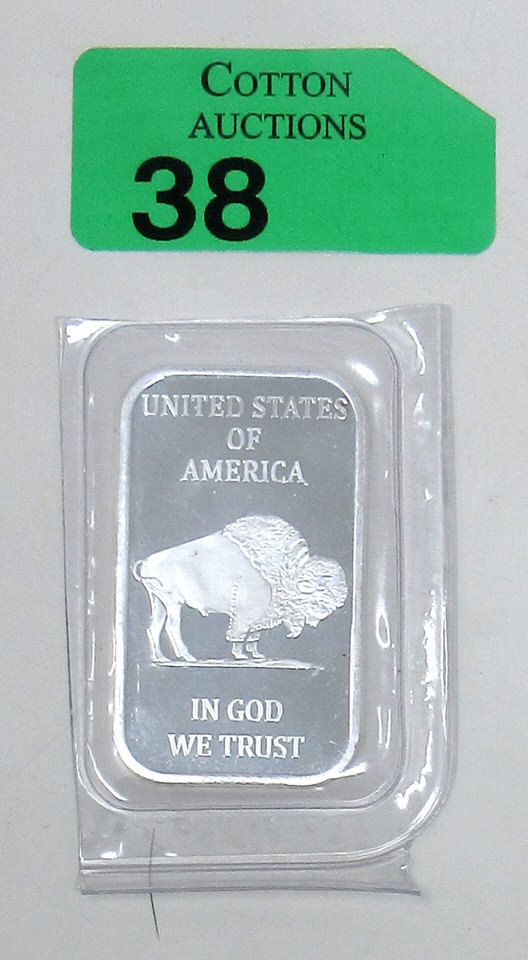 COTTON
AUCTIONS
38
UNITED STATES
OF
AMERICA
IN GOD
WE TRUST